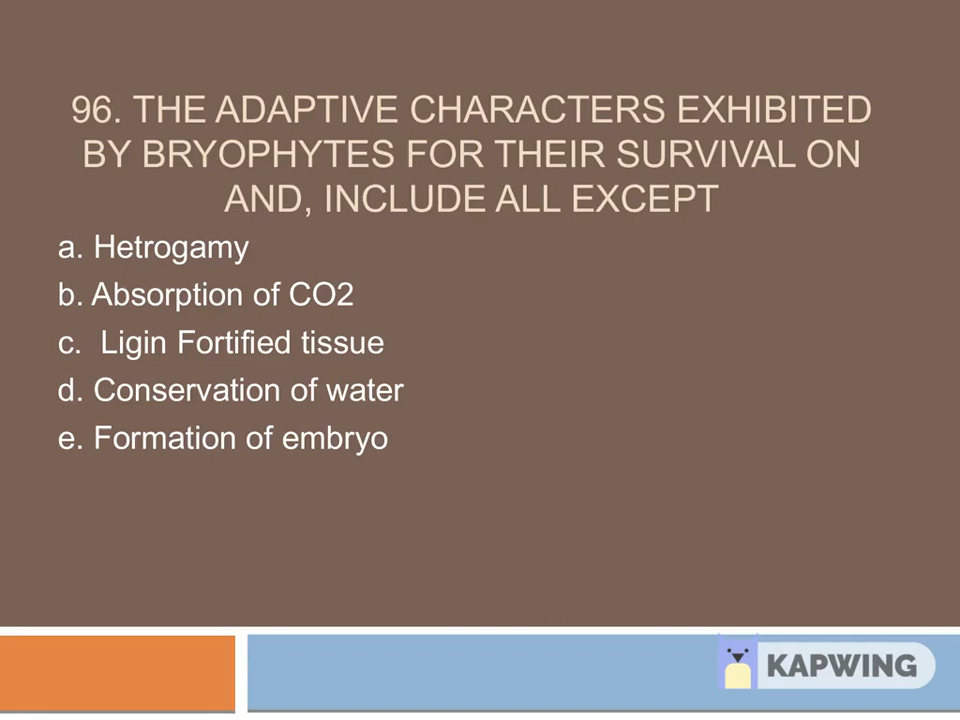 96. THE ADAPTIVE CHARACTERS EXHIBITED
BY BRYOPHYTES FOR THEIR SURVIVAL ON
AND, INCLUDE ALL EXCEPT
a. Hetrogamy
b. Absorption of CO2
c. Ligin Fortified tissue
d. Conservation of water
e. Formation of embryo
KAPWING